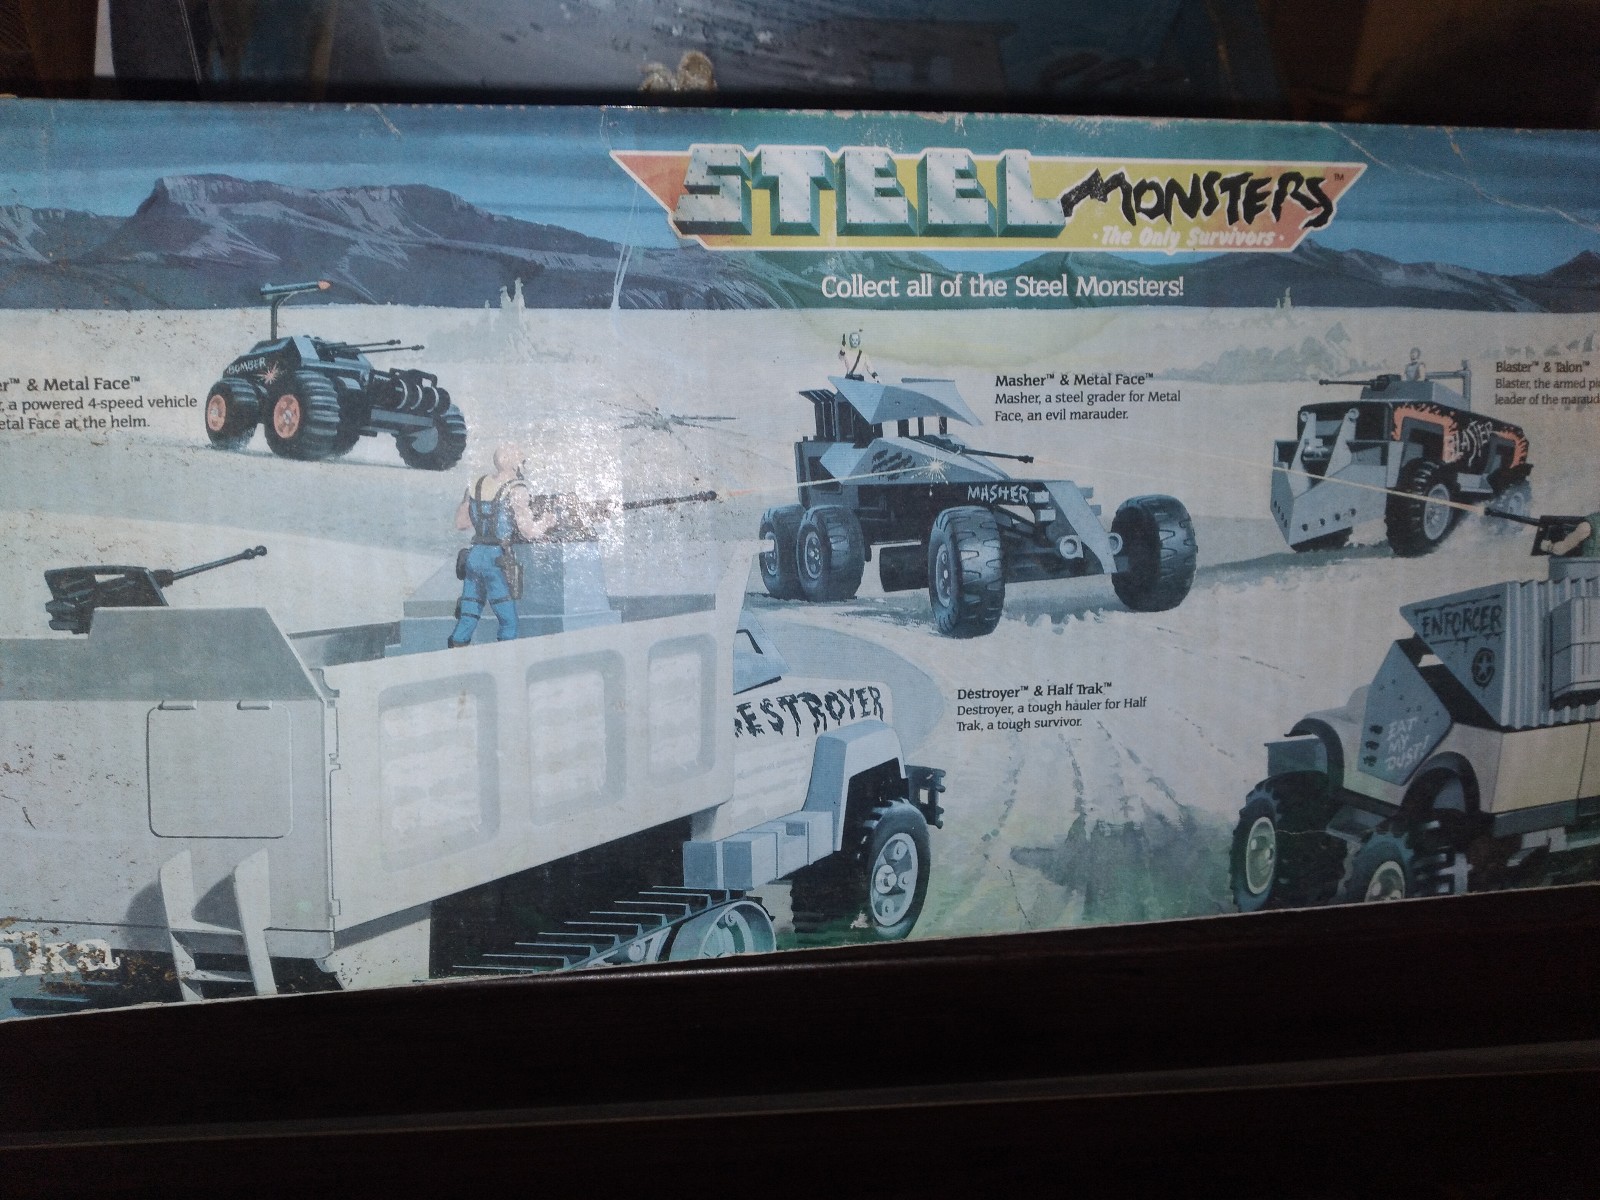 STEEL MONSTERS™
·The Only Survivors·
Collect all of the Steel Monsters!
BOMBER
& Metal Face™
a powered 4-speed vehicle
at the helm.
Masher™ & Metal Face™
Masher, a steel grader for Metal
Face, an evil marauder.
MASHER
Blaster™ & Talon™
Blaster, the armed
leader of the
BLASTER
ENFORCER
EAT
MY
DUST!
DESTROYER
Destroyer™ & Half Trak™
Destroyer, a tough hauler for Half
Trak, a tough survivor.